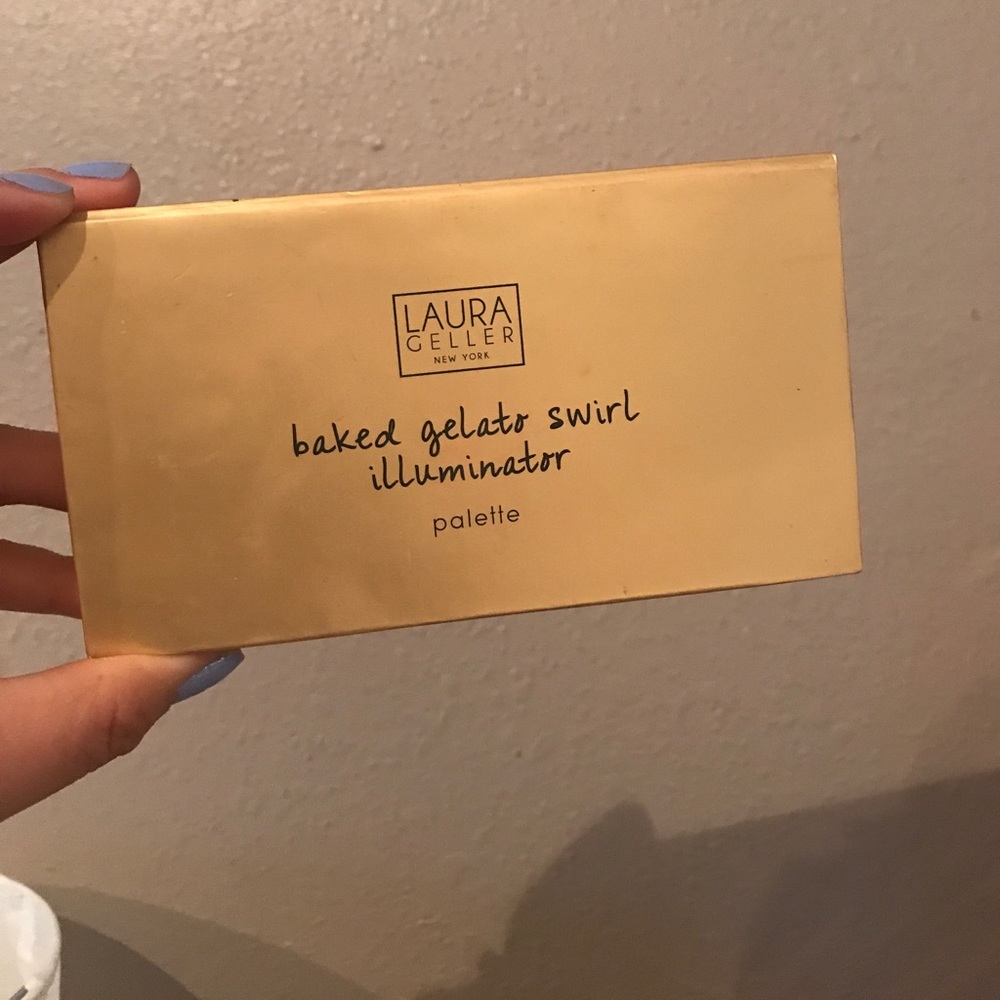 LAURA
GELLER
NEW YORK
baked gelato swirl
illuminator
palette